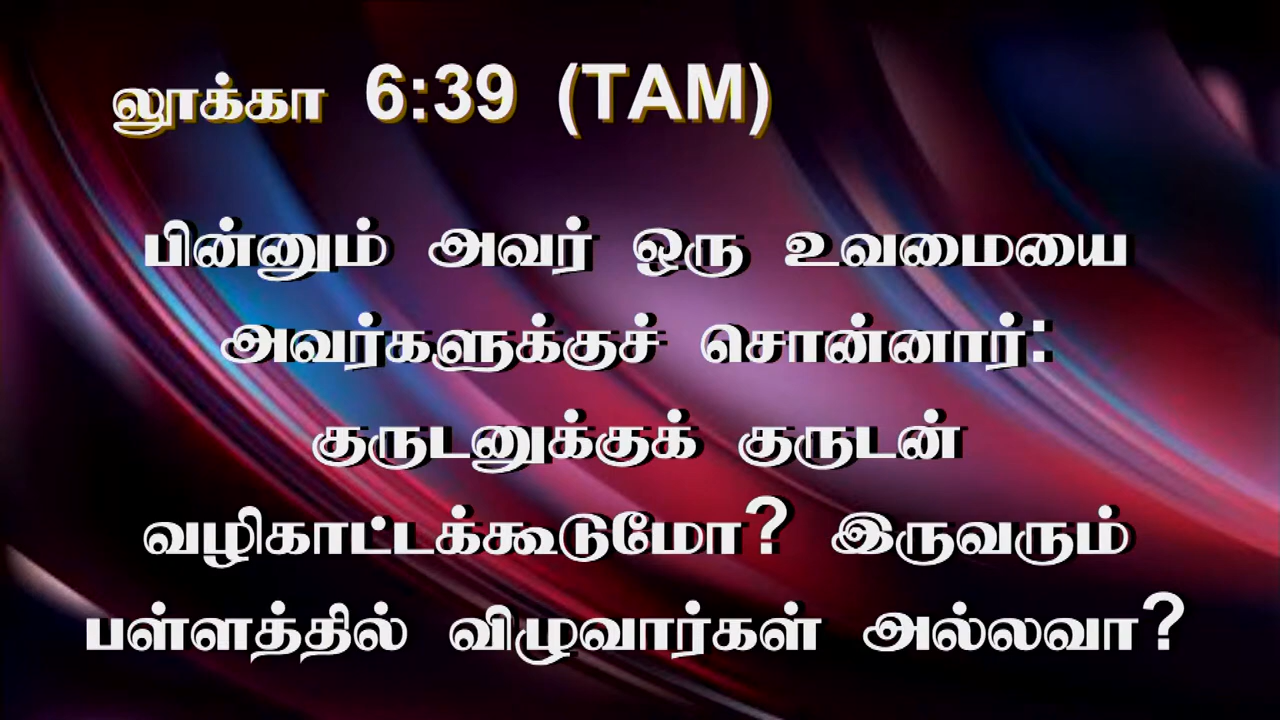 லூக்கா 6:39 (TAM)
பின்னும் அவர் ஒரு உவமையை
அவர்களுக்குச் சொன்னார்:
குருடனுக்குக் குருடன்
வழிகாட்டக்கூடுமோ? இருவரும்
பள்ளத்தில் விழுவார்கள் அல்லவா?